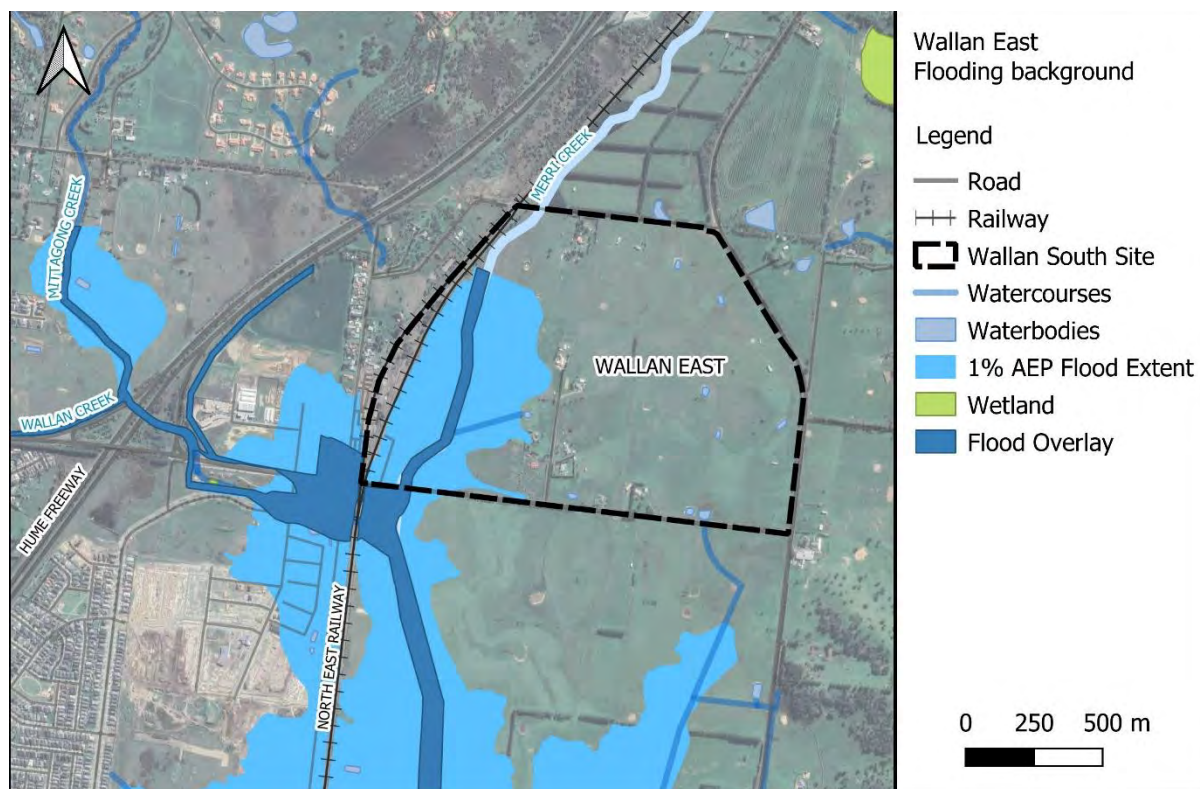 Wallan East
Flooding background
Legend
Road
Railway
Wallan South Site
Watercourses
Waterbodies
1% AEP Flood Extent
Wetland
Flood Overlay
0 250 500 m
MERRI CREEK
MITTAGONG CREEK
WALLAN EAST
WALLAN CREEK
HUME FREEWAY
NORTH EAST RAILWAY